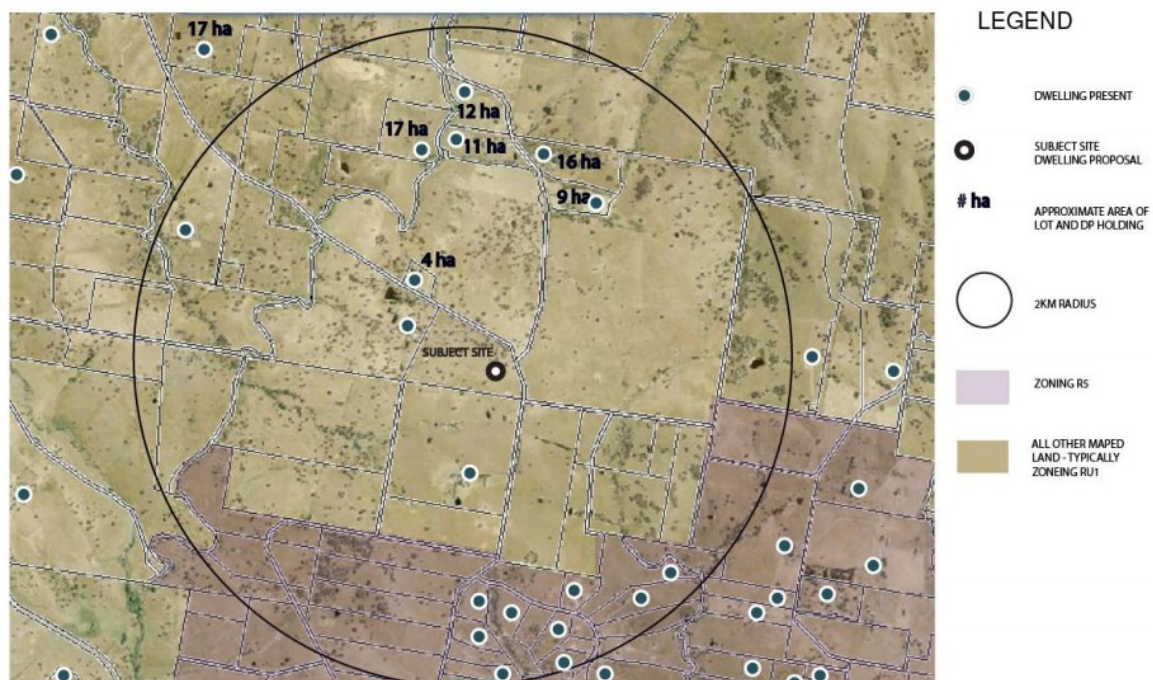 17 ha
LEGEND
DWELLING PRESENT
12 ha
17 ha
11 ha
16 ha
SUBJECT SITE
DWELLING PROPOSAL
9 ha
# ha
APPROXIMATE AREA OF
LOT AND DP HOLDING
4 ha
2KM RADIUS
SUBJECT SITE
ZONING R5
ALL OTHER MAPED
LAND - TYPICALLY
ZONEING RU1